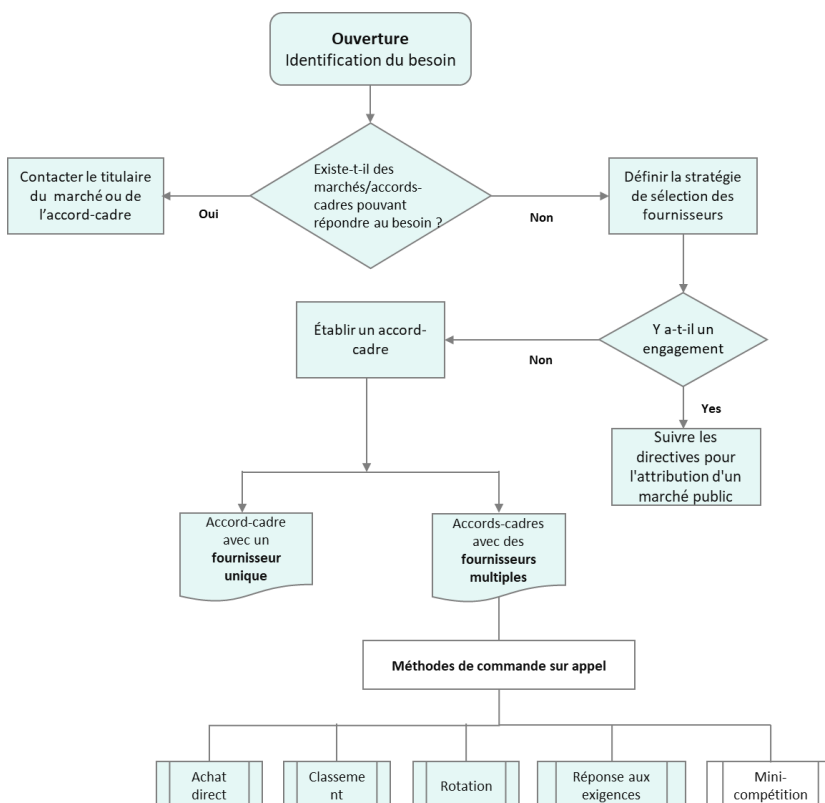 Ouverture
Identification du besoin
Existe-t-il des
marchés/accords-
cadres pouvant
répondre au besoin ?
Contacter le titulaire
du marché ou de
l'accord-cadre
Oui
Non
Définir la stratégie
de sélection des
fournisseurs
Établir un accord-
cadre
Non
Y a-t-il un
engagement
Yes
Suivre les
directives pour
l'attribution d'un
marché public
Accord-cadre
avec un
fournisseur
unique
Accords-cadres
avec des
fournisseurs
multiples
Méthodes de commande sur appel
Achat
direct
Classeme
nt
Rotation
Réponse aux
exigences
Mini-
compétition